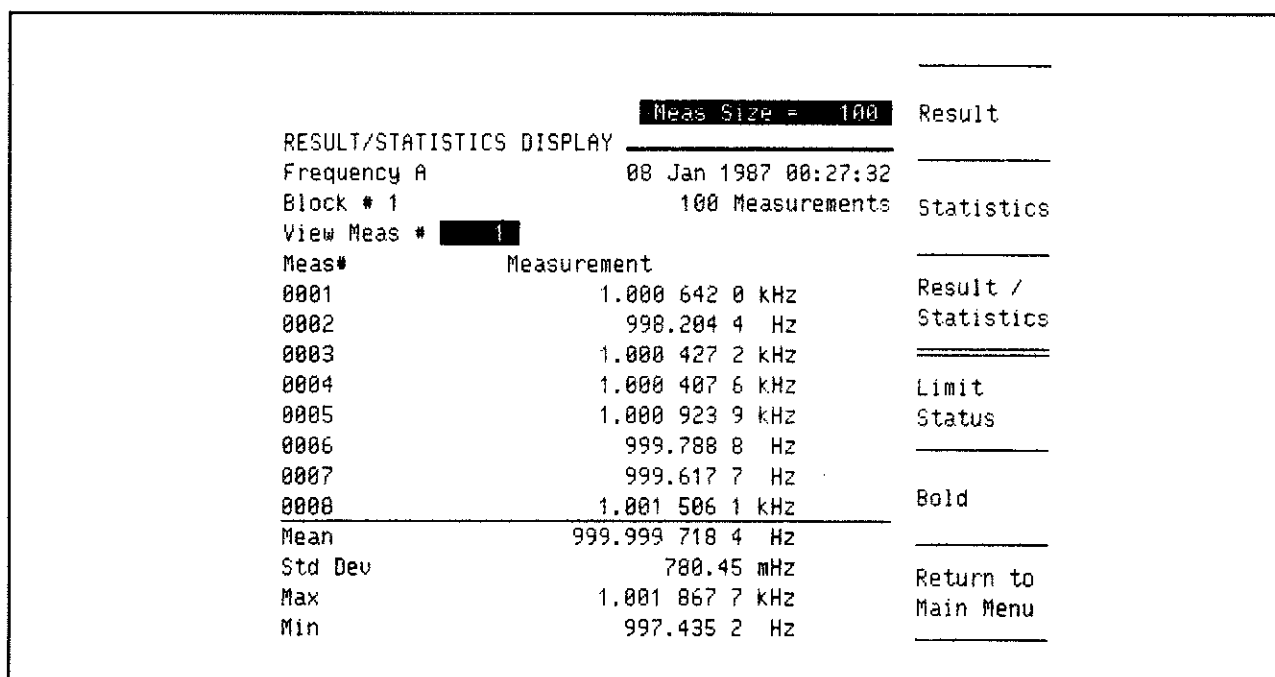 Meas Size = 100
RESULT/STATISTICS DISPLAY
Frequency A 08 Jan 1987 00:27:32
Block # 1 100 Measurements
View Meas # 1
Meas# Measurement
0001 1.000 642 0 kHz
0002 998.204 4 Hz
0003 1.000 427 2 kHz
0004 1.000 407 6 kHz
0005 1.000 923 9 kHz
0006 999.788 8 Hz
0007 999.617 7 Hz
0008 1.001 506 1 kHz
Mean 999.999 718 4 Hz
Std Dev 780.45 mHz
Max 1.001 867 7 kHz
Min 997.435 2 Hz
Result
Statistics
Result /
Statistics
Limit
Status
Bold
Return to
Main Menu